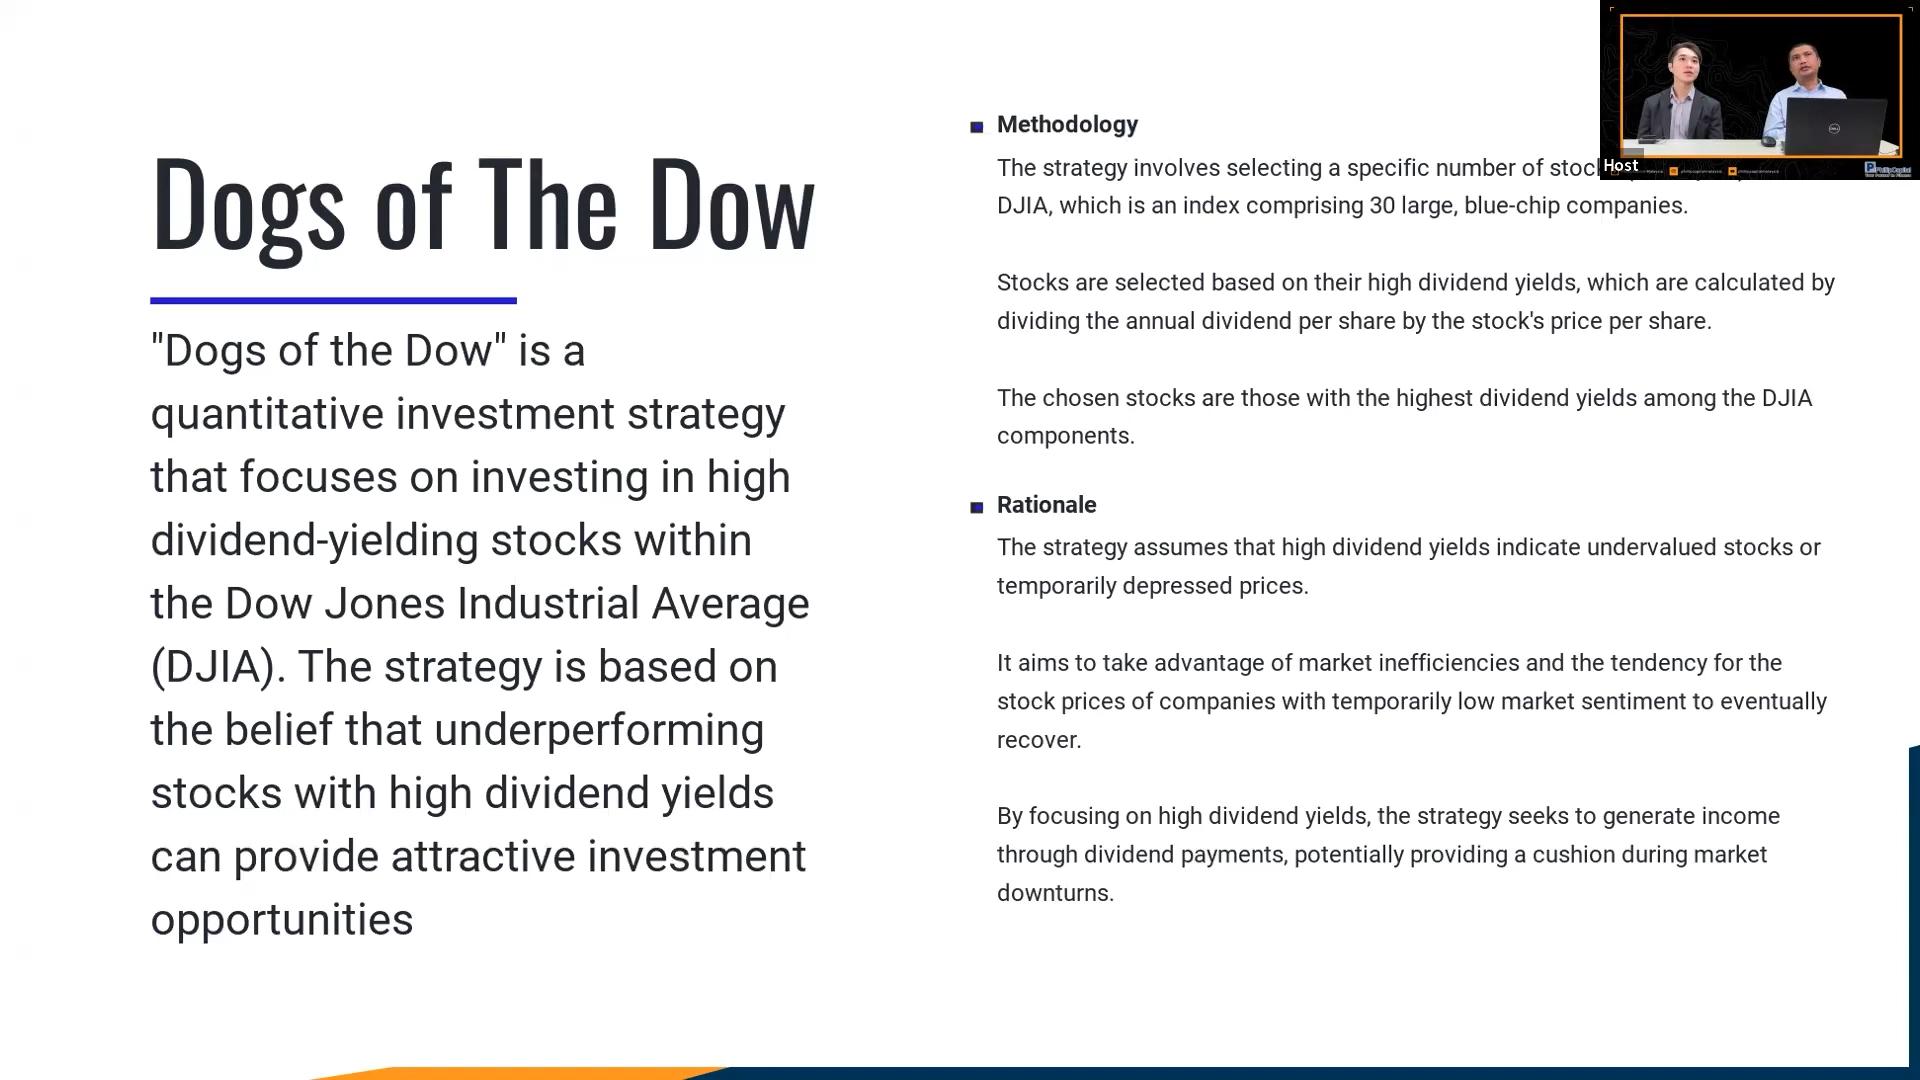 Dogs of The Dow
"Dogs of the Dow" is a
quantitative investment strategy
that focuses on investing in high
dividend-yielding stocks within
the Dow Jones Industrial Average
(DJIA). The strategy is based on
the belief that underperforming
stocks with high dividend yields
can provide attractive investment
opportunities
Methodology
The strategy involves selecting a specific number of
DJIA, which is an index comprising 30 large, blue-chip companies.
Stocks are selected based on their high dividend yields, which are calculated by
dividing the annual dividend per share by the stock's price per share.
The chosen stocks are those with the highest dividend yields among the DJIA
components.
Rationale
The strategy assumes that high dividend yields indicate undervalued stocks or
temporarily depressed prices.
It aims to take advantage of market inefficiencies and the tendency for the
stock prices of companies with temporarily low market sentiment to eventually
recover.
By focusing on high dividend yields, the strategy seeks to generate income
through dividend payments, potentially providing a cushion during market
downturns.
Host
DELL
PhillipCapital